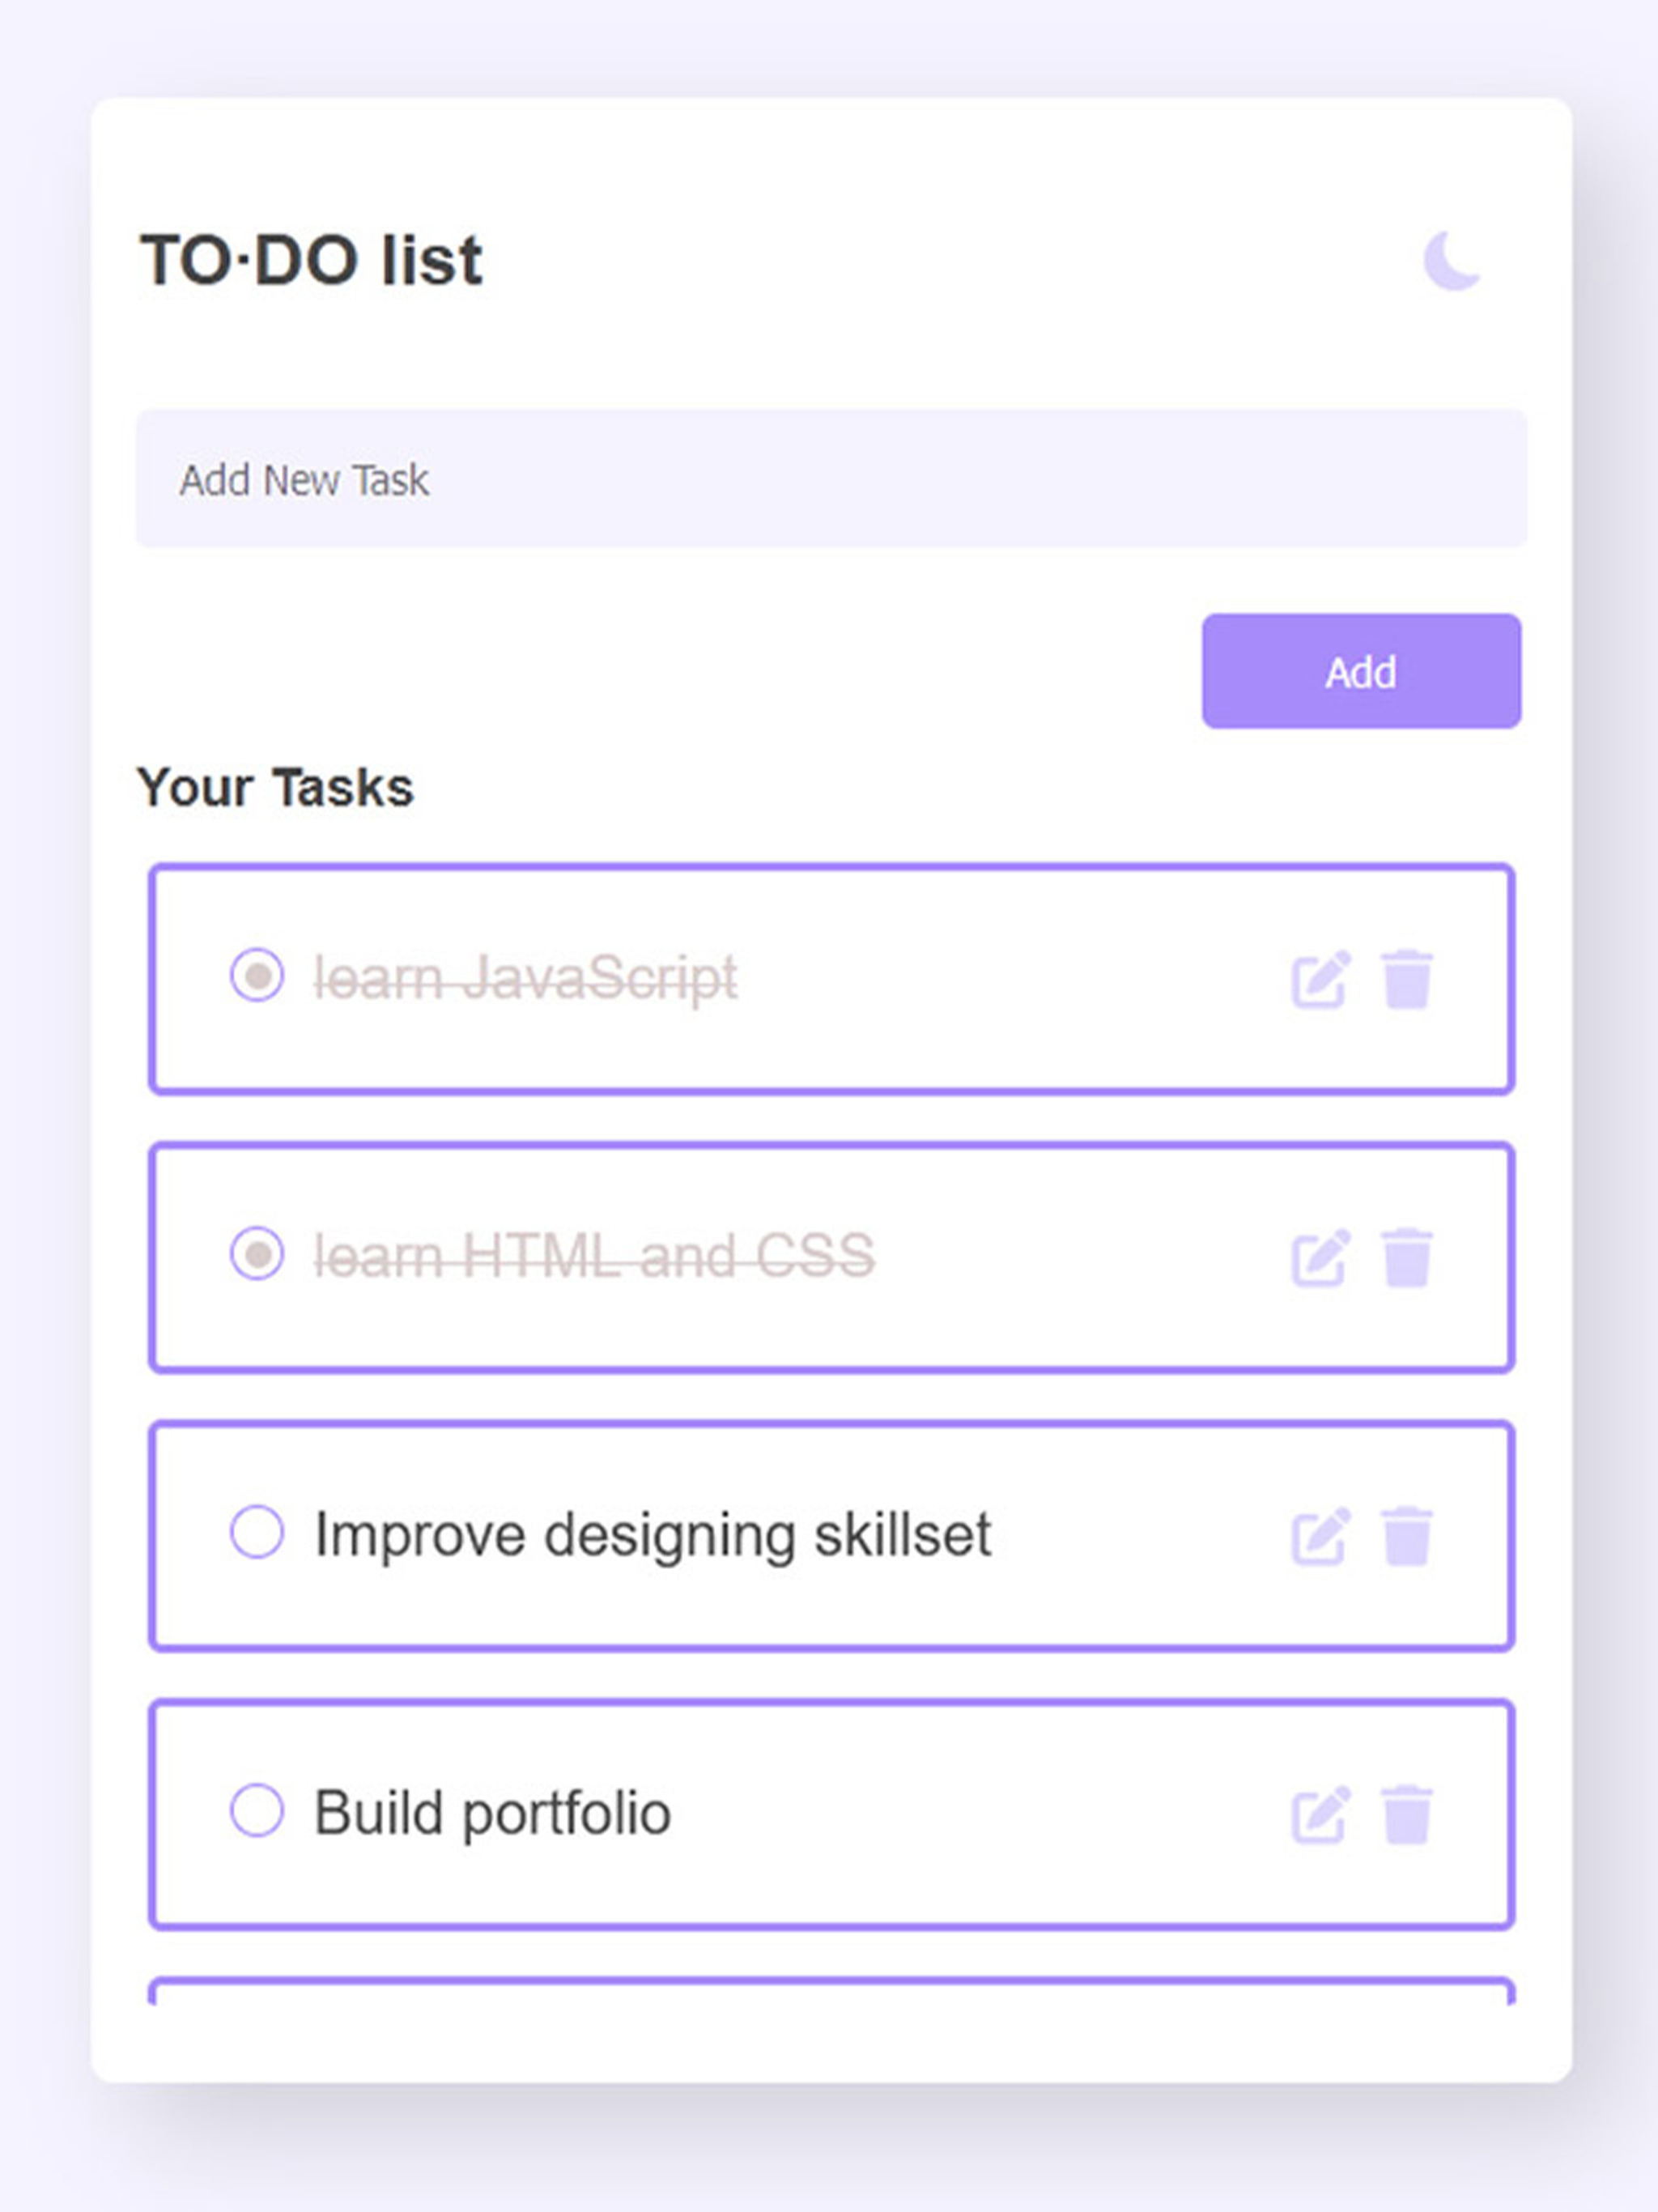 TO·DO list
Add New Task
Add
Your Tasks
learn JavaScript
learn HTML and CSS
Improve designing skillset
Build portfolio